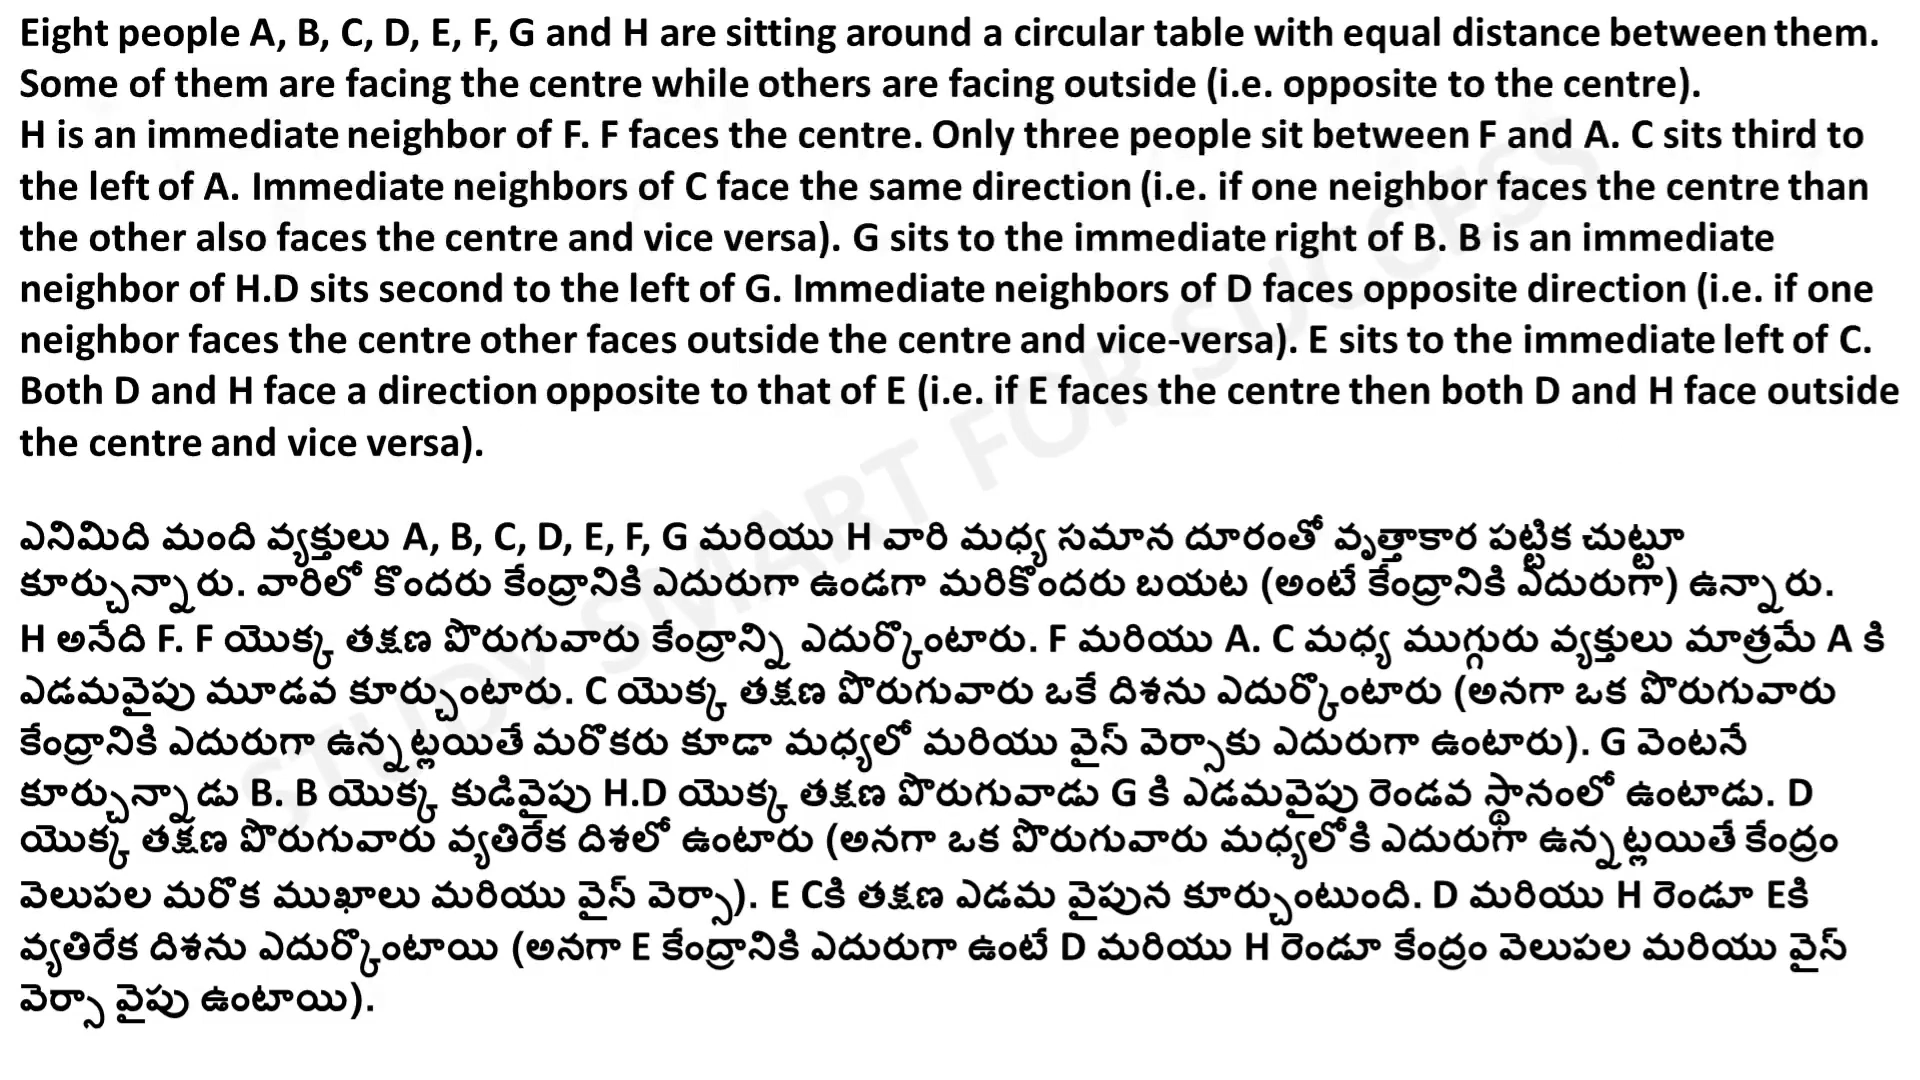 Eight people A, B, C, D, E, F, G and H are sitting around a circular table with equal distance between them.
Some of them are facing the centre while others are facing outside (i.e. opposite to the centre).
H is an immediate neighbor of F. F faces the centre. Only three people sit between F and A. C sits third to
the left of A. Immediate neighbors of C face the same direction (i.e. if one neighbor faces the centre than
the other also faces the centre and vice versa). G sits to the immediate right of B. B is an immediate
neighbor of H.D sits second to the left of G. Immediate neighbors of D faces opposite direction (i.e. if one
neighbor faces the centre other faces outside the centre and vice-versa). E sits to the immediate left of C.
Both D and H face a direction opposite to that of E (i.e. if E faces the centre then both D and H face outside
the centre and vice versa).
ఎనిమిది మంది వ్యక్తులు A, B, C, D, E, F, G మరియు H వారి మధ్య సమాన దూరంతో వృత్తాకార పట్టిక చుట్టూ
కూర్చున్నారు. వారిలో కొందరు కేంద్రానికి ఎదురుగా ఉండగా మరికొందరు బయట (అంటే కేంద్రానికి ఎదురుగా) ఉన్నారు.
H అనేది F. F యొక్క తక్షణ పొరుగువారు కేంద్రాన్ని ఎదుర్కొంటారు. F మరియు A. C మధ్య ముగ్గురు వ్యక్తులు మాత్రమే A కి
ఎడమవైపు మూడవ కూర్చుంటారు. C యొక్క తక్షణ పొరుగువారు ఒకే దిశను ఎదుర్కొంటారు (అనగా ఒక పొరుగువారు
కేంద్రానికి ఎదురుగా ఉన్నట్లయితే మరొకరు కూడా మధ్యలో మరియు వైస్ వెర్సాకు ఎదురుగా ఉంటారు). G వెంటనే
కూర్చున్నాడు B. B యొక్క కుడివైపు H.D యొక్క తక్షణ పొరుగువాడు G కి ఎడమవైపు రెండవ స్థానంలో ఉంటాడు. D
యొక్క తక్షణ పొరుగువారు వ్యతిరేక దిశలో ఉంటారు (అనగా ఒక పొరుగువారు మధ్యలోకి ఎదురుగా ఉన్నట్లయితే కేంద్రం
వెలుపల మరొక ముఖాలు మరియు వైస్ వెర్సా). E Cకి తక్షణ ఎడమ వైపున కూర్చుంటుంది. D మరియు H రెండూ Eకి
వ్యతిరేక దిశను ఎదుర్కొంటాయి (అనగా E కేంద్రానికి ఎదురుగా ఉంటే D మరియు H రెండూ కేంద్రం వెలుపల మరియు వైస్
వెర్సా వైపు ఉంటాయి).
STUDY SMART FOR SUCCESS